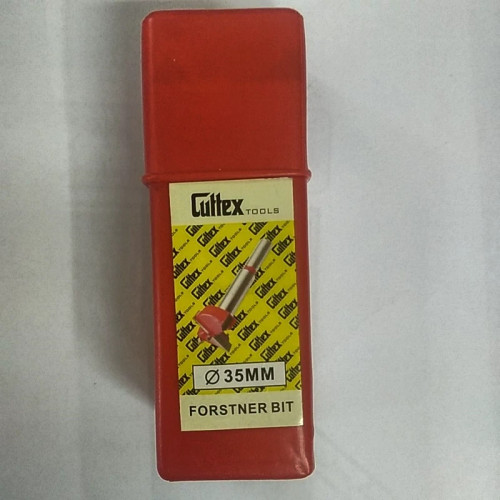 Cuttex TOOLS
Ø 35MM
FORSTNER BIT